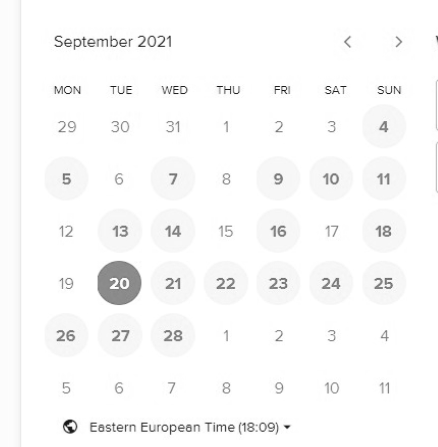 September 2021 < >
MON TUE WED THU FRI SAT SUN
29 30 31 1 2 3 4
5 6 7 8 9 10 11
12 13 14 15 16 17 18
19 20 21 22 23 24 25
26 27 28 1 2 3 4
5 6 7 8 9 10 11
Eastern European Time (18:09)